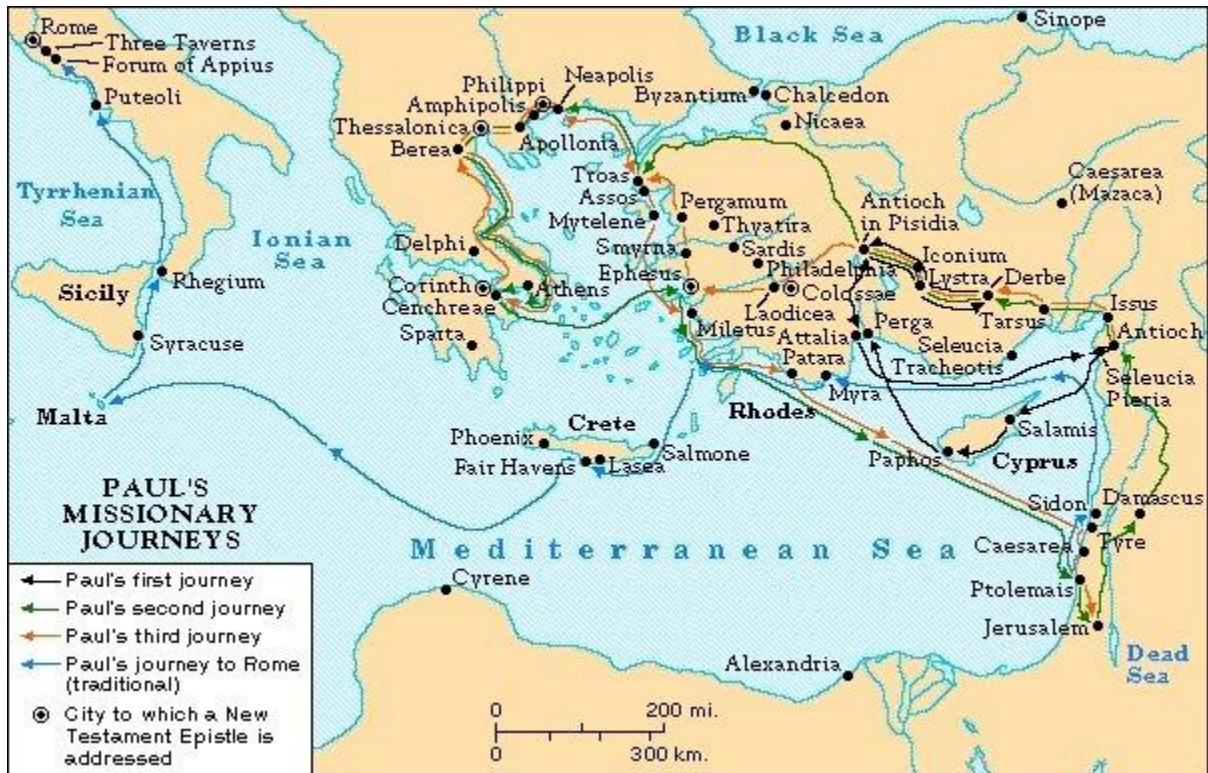 Rome
Three Taverns
Forum of Appius
Puteoli
Tyrrhenian
Sea
Ionian
Sea
Sicily
Rhegium
Syracuse
Malta
Black Sea
Sinope
Neapolis
Philippi
Amphipolis
Thessalonica
Berea
Apollonia
Byzantium
Chalcedon
Nicaea
Troas
Assos
Mytelene
Pergamum
Thyatira
Smyrna
Sardis
Ephesus
Philadelphia
Colossae
Laodicea
Miletus
Antioch
in Pisidia
Iconium
Lystra
Derbe
Caesarea
(Mazaca)
Issus
Tarsus
Antioch
Seleucia
Pieria
Attalia
Perga
Seleucia
Tracheotis
Patara
Myra
Delphi
Corinth
Athens
Cenchreae
Sparta
Rhodes
Crete
Phoenix
Fair Havens
Lasea
Salmone
Salamis
Paphos
Cyprus
Sidon
Damascus
Tyre
Caesarea
Ptolemais
Jerusalem
Dead
Sea
Mediterranean Sea
Cyrene
Alexandria
PAUL'S
MISSIONARY
JOURNEYS
Paul's first journey
Paul's second journey
Paul's third journey
Paul's journey to Rome
(traditional)
City to which a New
Testament Epistle is
addressed
0 200 mi.
0 300 km.